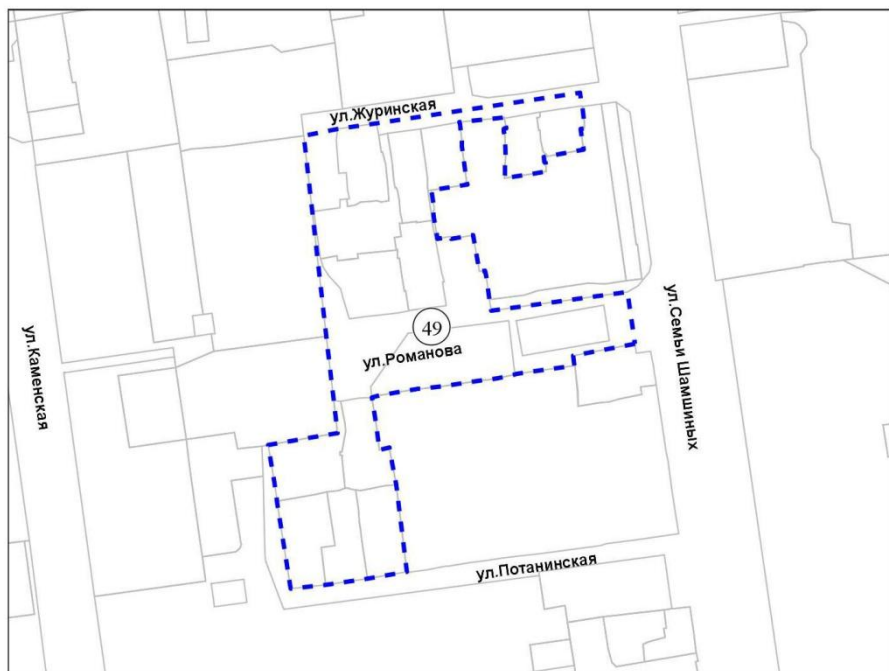 ул.Журинская
49
ул.Романова
ул.Каменская
ул.Семьи Шамшиных
ул.Потанинская